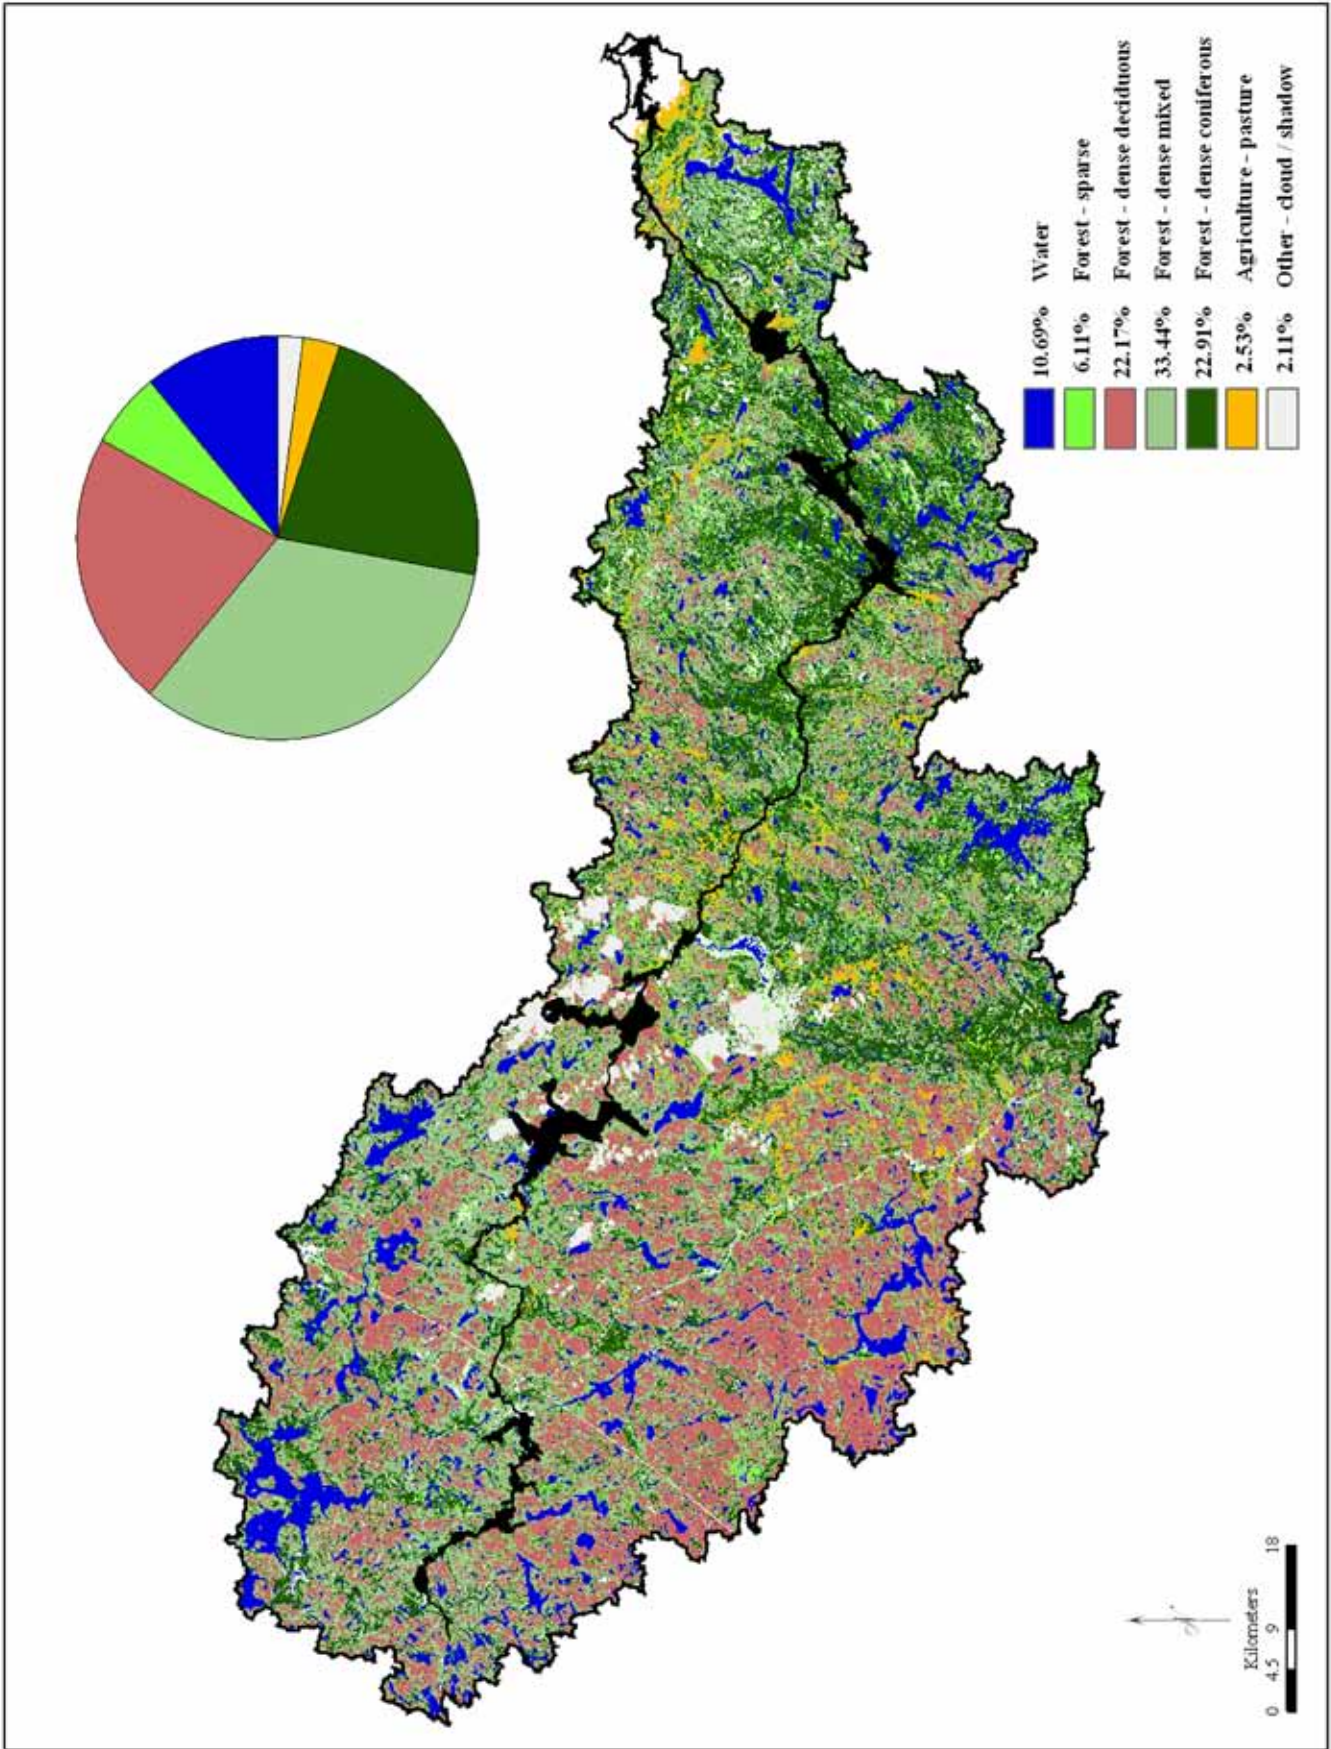 10.69% Water
6.11% Forest - sparse
22.17% Forest - dense deciduous
33.44% Forest - dense mixed
22.91% Forest - dense coniferous
2.53% Agriculture - pasture
2.11% Other - cloud / shadow
Kilometers
0 4.5 9 18